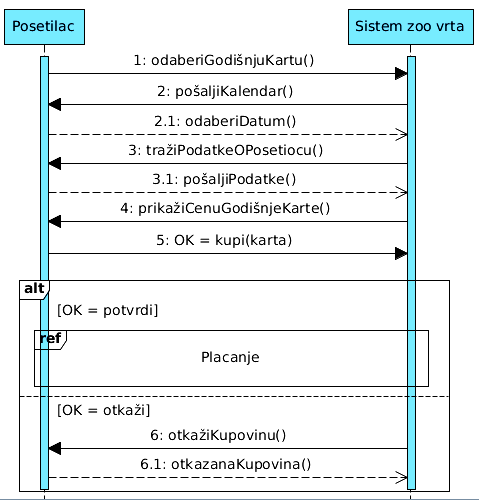 Posetilac
Sistem zoo vrta
1: odaberiGodišnjuKartu()
2: pošaljiKalendar()
2.1: odaberiDatum()
3: tražiPodatkeOPosetiocu()
3.1: pošaljiPodatke()
4: prikažiCenuGodišnjeKarte()
5: OK = kupi(karta)
alt
[OK = potvrdi]
ref
Placanje
[OK = otkaži]
6: otkažiKupovinu()
6.1: otkazanaKupovina()